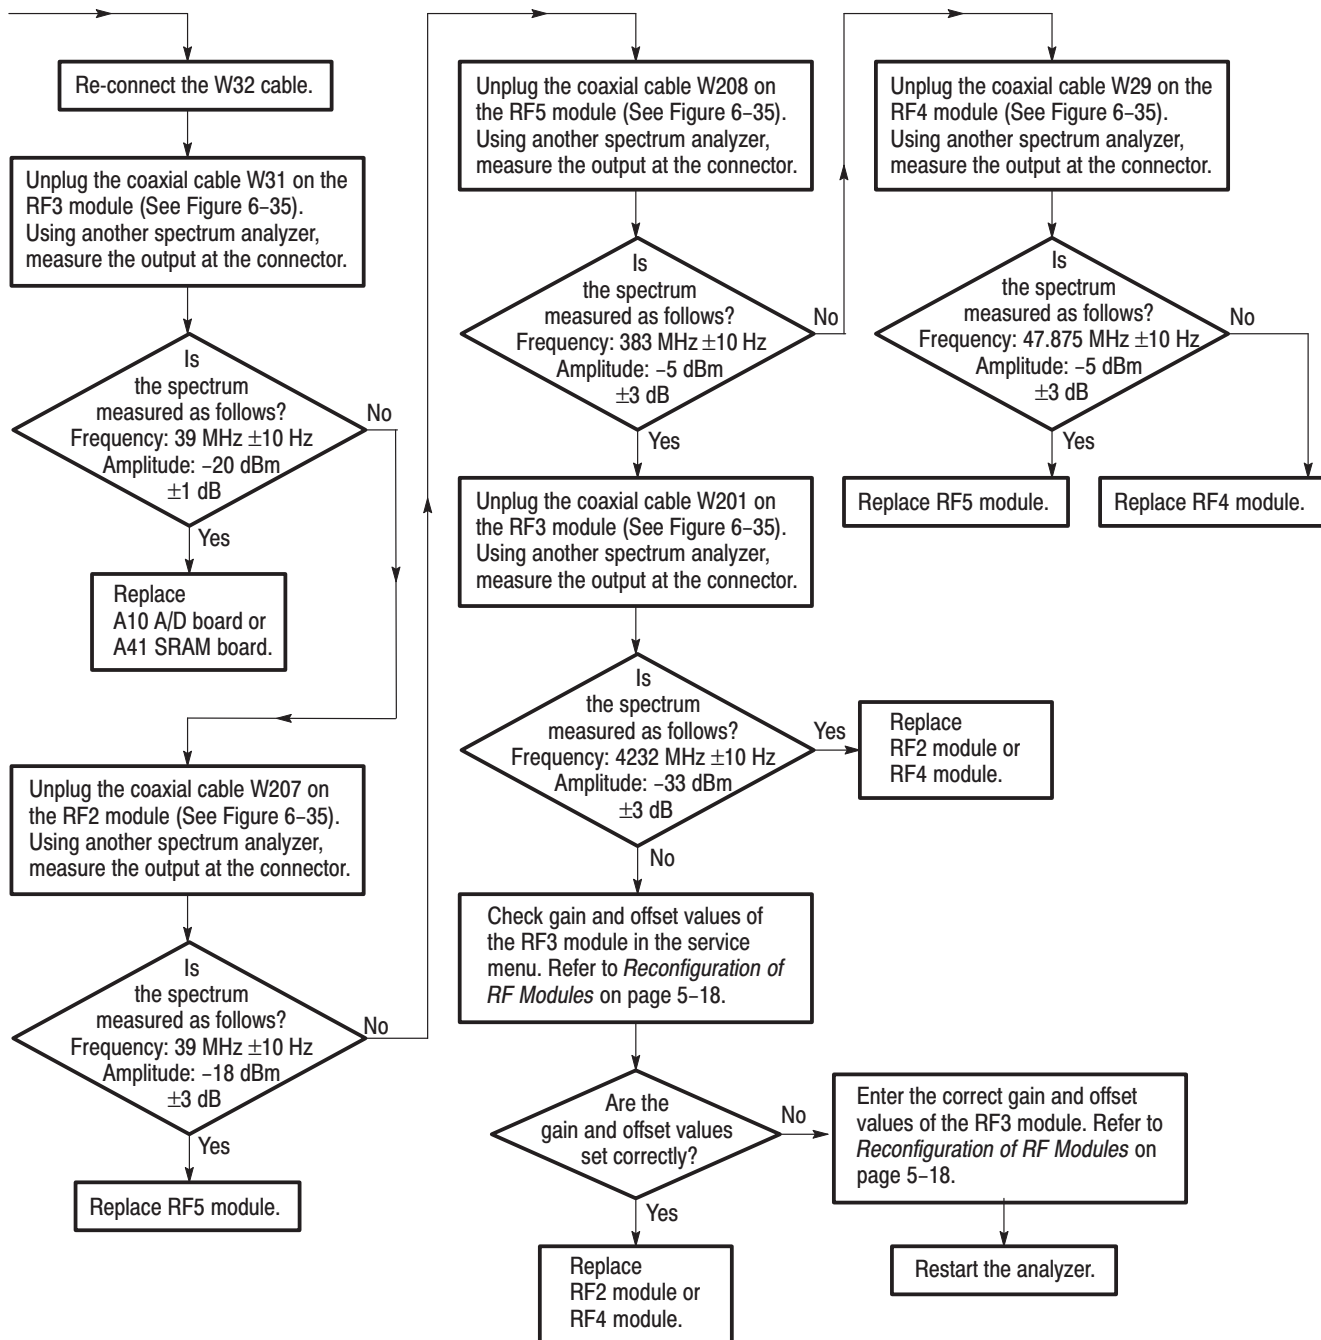 Re-connect the W32 cable.
Unplug the coaxial cable W31 on the
RF3 module (See Figure 6–35).
Using another spectrum analyzer,
measure the output at the connector.
Is
the spectrum
measured as follows?
Frequency: 39 MHz ±10 Hz
Amplitude: –20 dBm
±1 dB
No
Yes
Replace
A10 A/D board or
A41 SRAM board.
Unplug the coaxial cable W207 on
the RF2 module (See Figure 6–35).
Using another spectrum analyzer,
measure the output at the connector.
Is
the spectrum
measured as follows?
Frequency: 39 MHz ±10 Hz
Amplitude: –18 dBm
±3 dB
No
Yes
Replace RF5 module.
Unplug the coaxial cable W208 on
the RF5 module (See Figure 6–35).
Using another spectrum analyzer,
measure the output at the connector.
Is
the spectrum
measured as follows?
Frequency: 383 MHz ±10 Hz
Amplitude: –5 dBm
±3 dB
No
Yes
Unplug the coaxial cable W201 on
the RF3 module (See Figure 6–35).
Using another spectrum analyzer,
measure the output at the connector.
Is
the spectrum
measured as follows?
Frequency: 4232 MHz ±10 Hz
Amplitude: –33 dBm
±3 dB
Yes
Replace
RF2 module or
RF4 module.
No
Check gain and offset values of
the RF3 module in the service
menu. Refer to Reconfiguration of
RF Modules on page 5–18.
Are the
gain and offset values
set correctly?
No
Enter the correct gain and offset
values of the RF3 module. Refer to
Reconfiguration of RF Modules on
page 5–18.
Restart the analyzer.
Yes
Replace
RF2 module or
RF4 module.
Unplug the coaxial cable W29 on the
RF4 module (See Figure 6–35).
Using another spectrum analyzer,
measure the output at the connector.
Is
the spectrum
measured as follows?
Frequency: 47.875 MHz ±10 Hz
Amplitude: –5 dBm
±3 dB
No
Yes
Replace RF5 module.
Replace RF4 module.